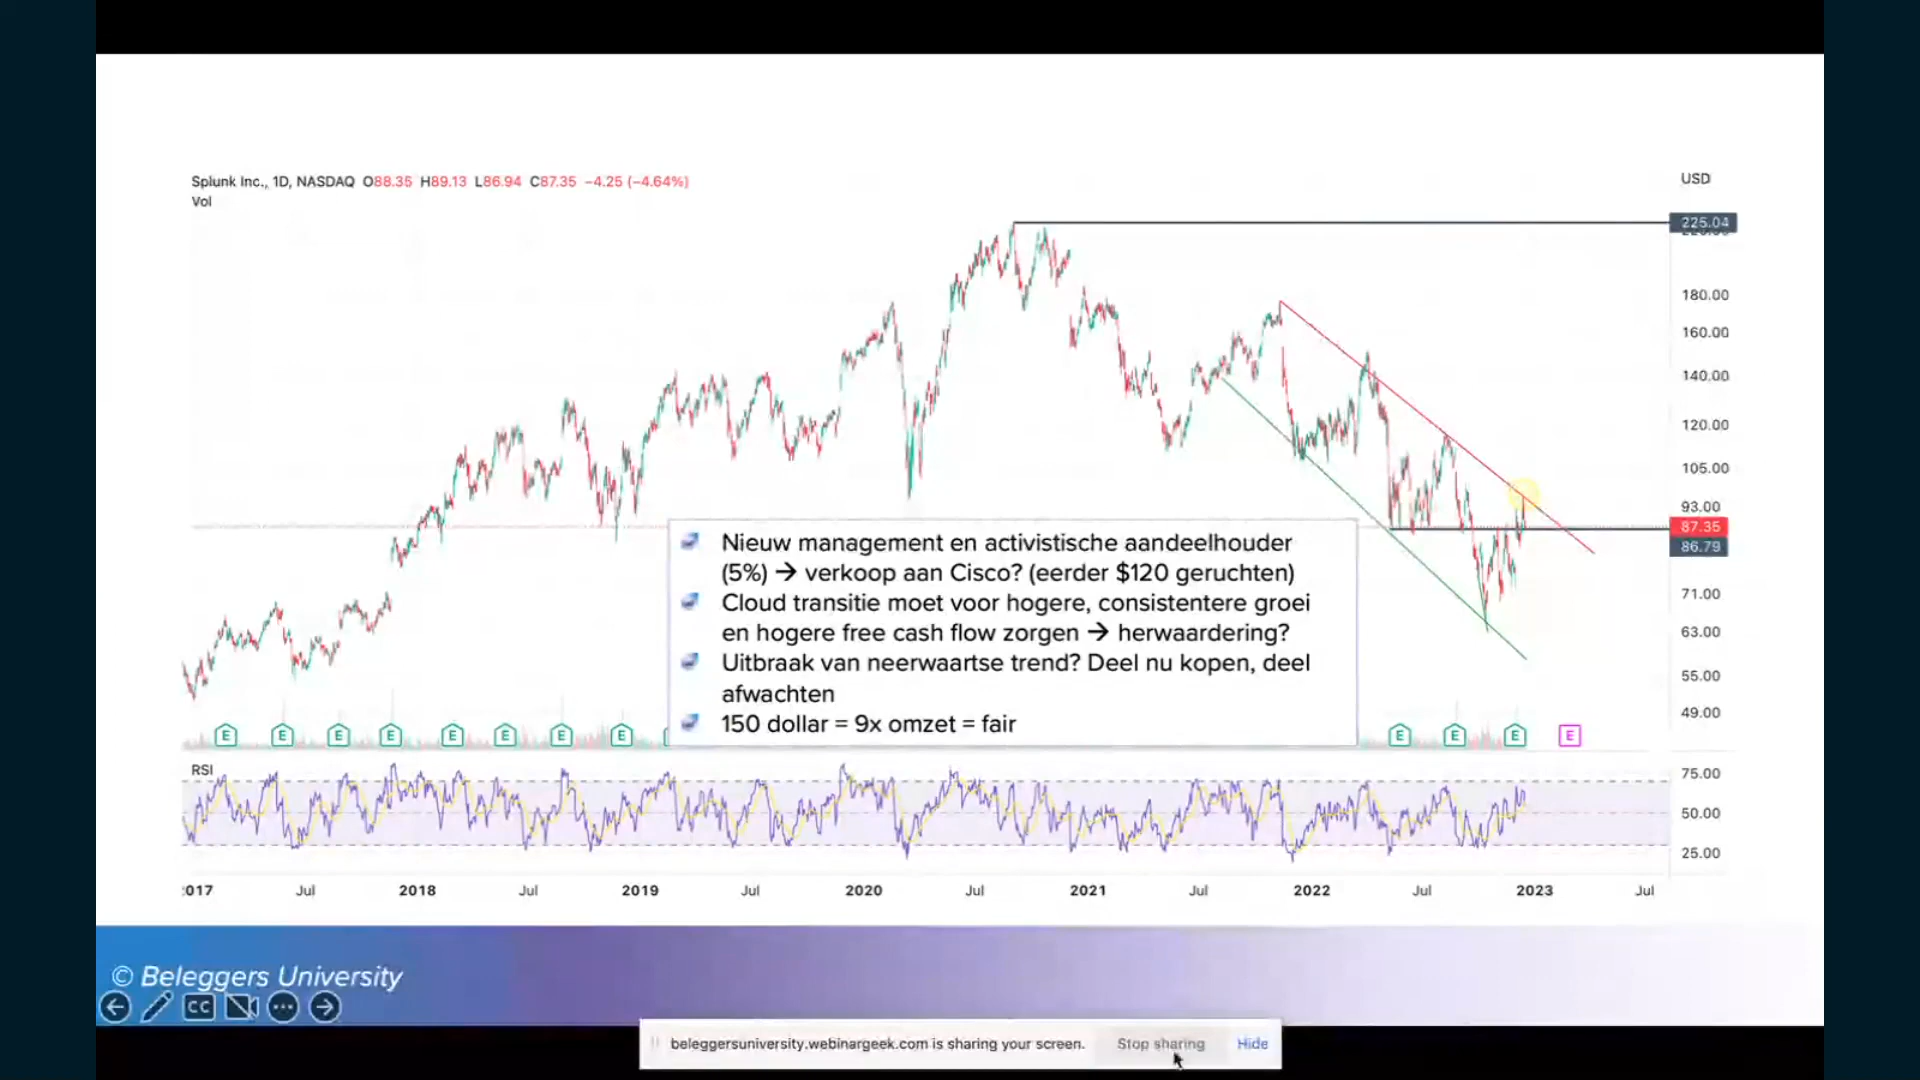 Splunk Inc., 1D, NASDAQ O88.35 H89.13 L86.94 C87.35 −4.25 (−4.64%)
Vol
USD
225.04
180.00
160.00
140.00
120.00
105.00
93.00
87.35
86.79
71.00
63.00
55.00
49.00
Nieuw management en activistische aandeelhouder
(5%) → verkoop aan Cisco? (eerder $120 geruchten)
Cloud transitie moet voor hogere, consistentere groei
en hogere free cash flow zorgen → herwaardering?
Uitbraak van neerwaartse trend? Deel nu kopen, deel
afwachten
150 dollar = 9x omzet = fair
E E E E E E E E E E E E
RSI
75.00
50.00
25.00
2017 Jul 2018 Jul 2019 Jul 2020 Jul 2021 Jul 2022 Jul 2023 Jul
© Beleggers University
CC
beleggersuniversity.webinargeek.com is sharing your screen. Stop sharing Hide